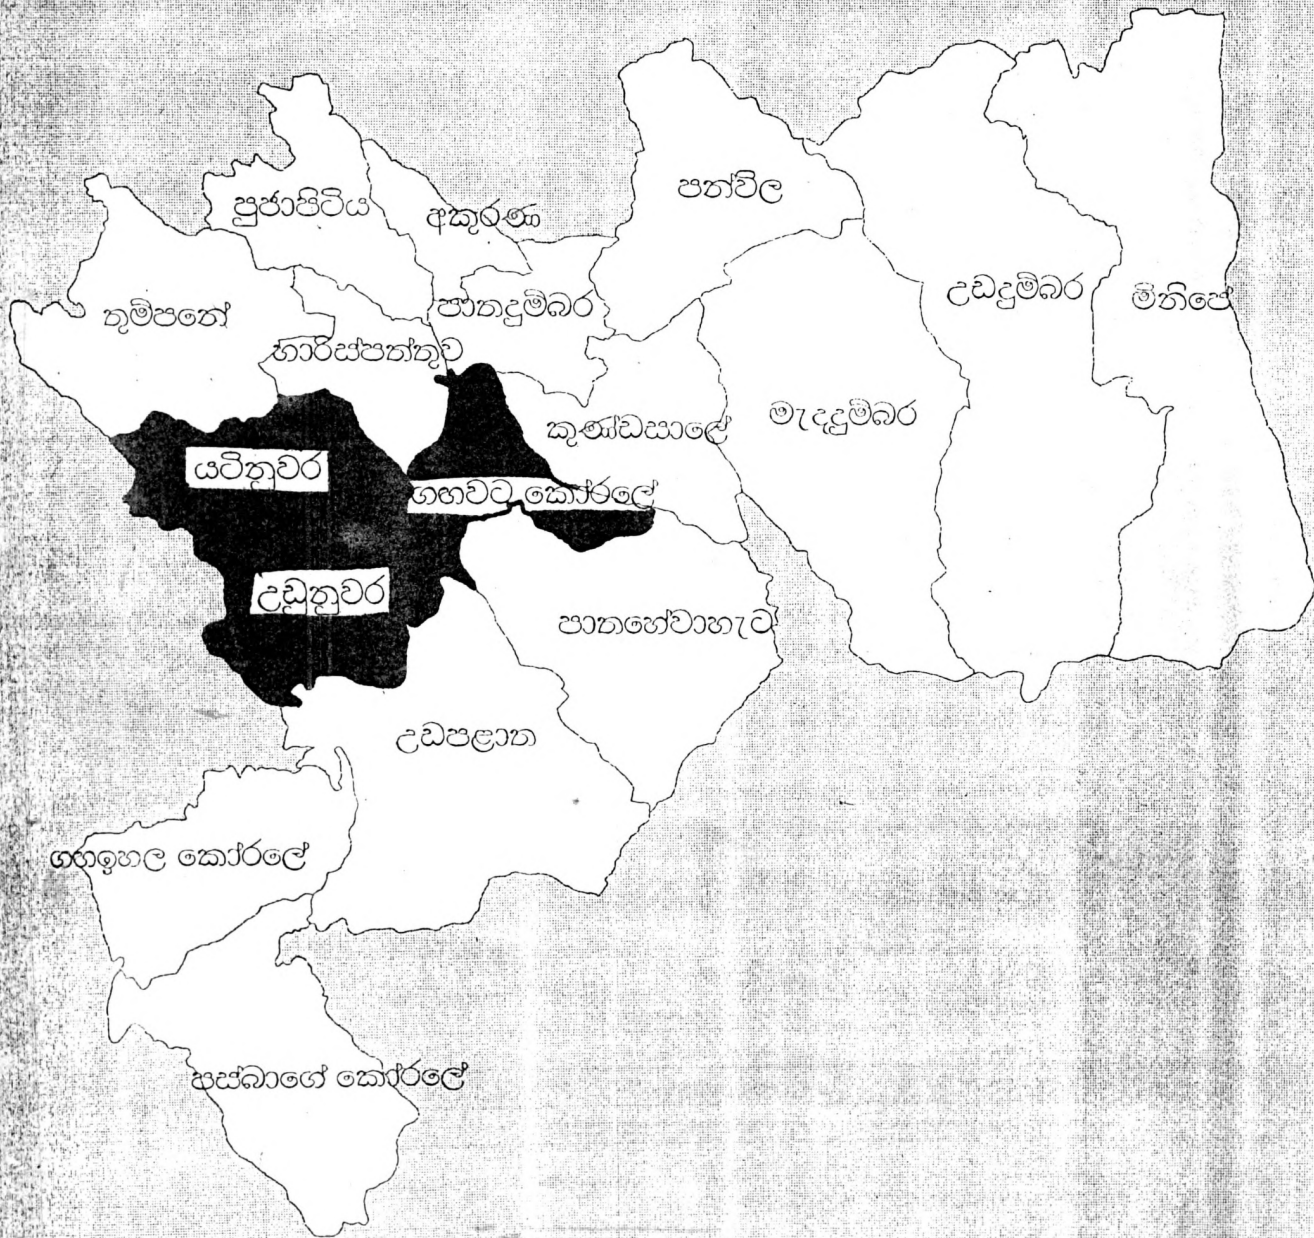 පත්විල
පූජාපිටිය
අකුරණ
උඩදුම්බර
මිනිපේ
තුම්පනේ
පාතදුම්බර
හාරිස්පත්තුව
මැදදුම්බර
කුණ්ඩසාලේ
යටිනුවර
ගඟවට කෝරලේ
උඩුනුවර
පාතහේවාහැට
උඩපළාත
ගඟඉහල කෝරලේ
පස්බාගේ කෝරලේ